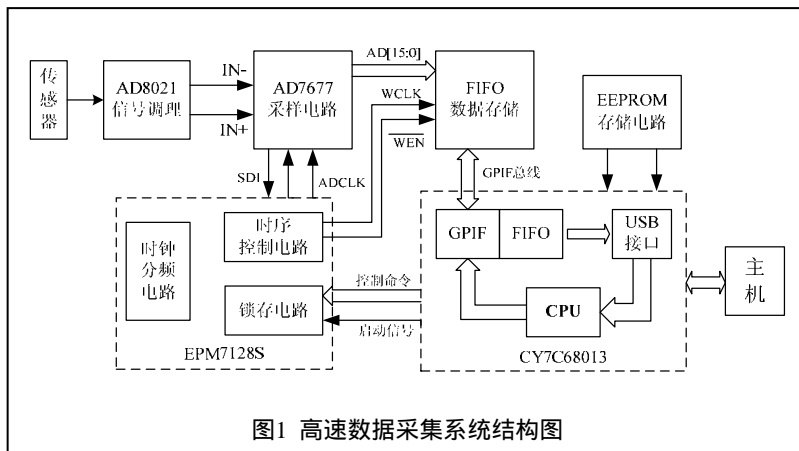 传感器
AD8021
信号调理
IN-
IN+
AD7677
采样电路
AD[15:0]
WCLK
WEN
FIFO
数据存储
EEPROM
存储电路
SDI
ADCLK
GPIF总线
时钟
分频
电路
时序
控制电路
锁存电路
EPM7128S
控制命令
启动信号
GPIF
FIFO
USB
接口
CPU
CY7C68013
主机
图1 高速数据采集系统结构图